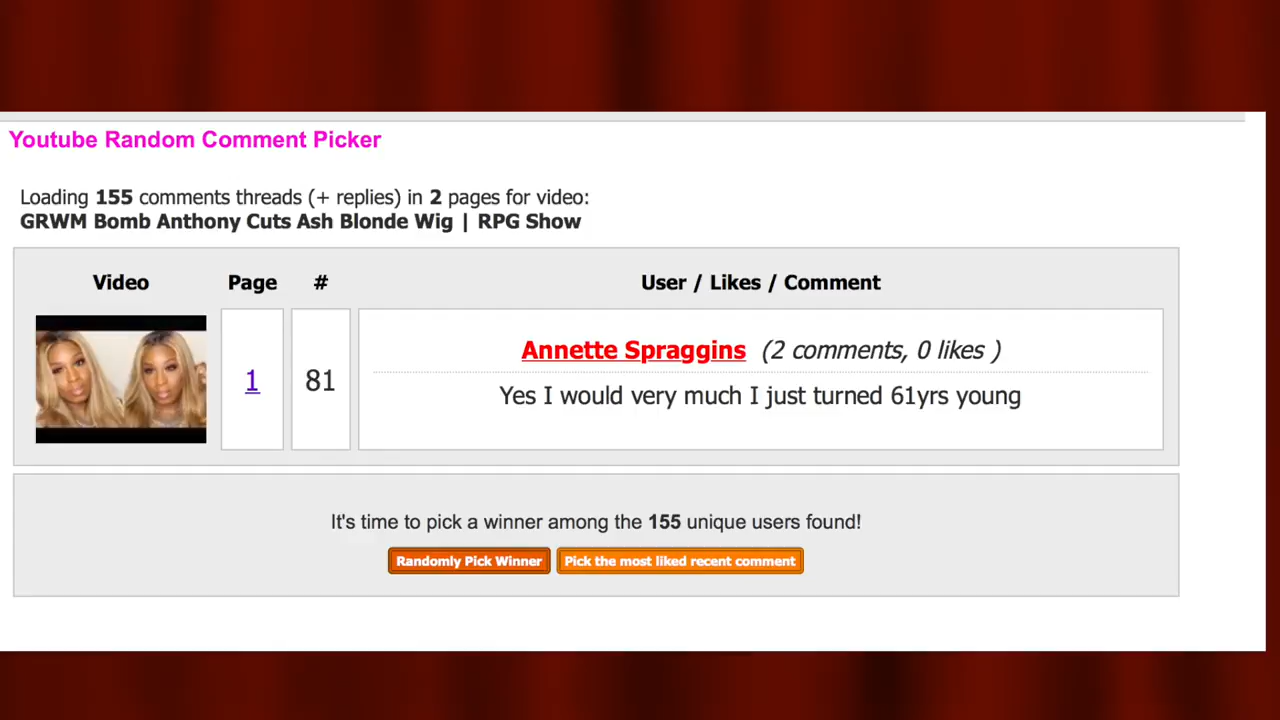 Youtube Random Comment Picker
Loading 155 comments threads (+ replies) in 2 pages for video:
GRWM Bomb Anthony Cuts Ash Blonde Wig | RPG Show
Video Page # User / Likes / Comment
1 81 Annette Spraggins (2 comments, 0 likes )
Yes I would very much I just turned 61yrs young
It's time to pick a winner among the 155 unique users found!
Randomly Pick Winner Pick the most liked recent comment